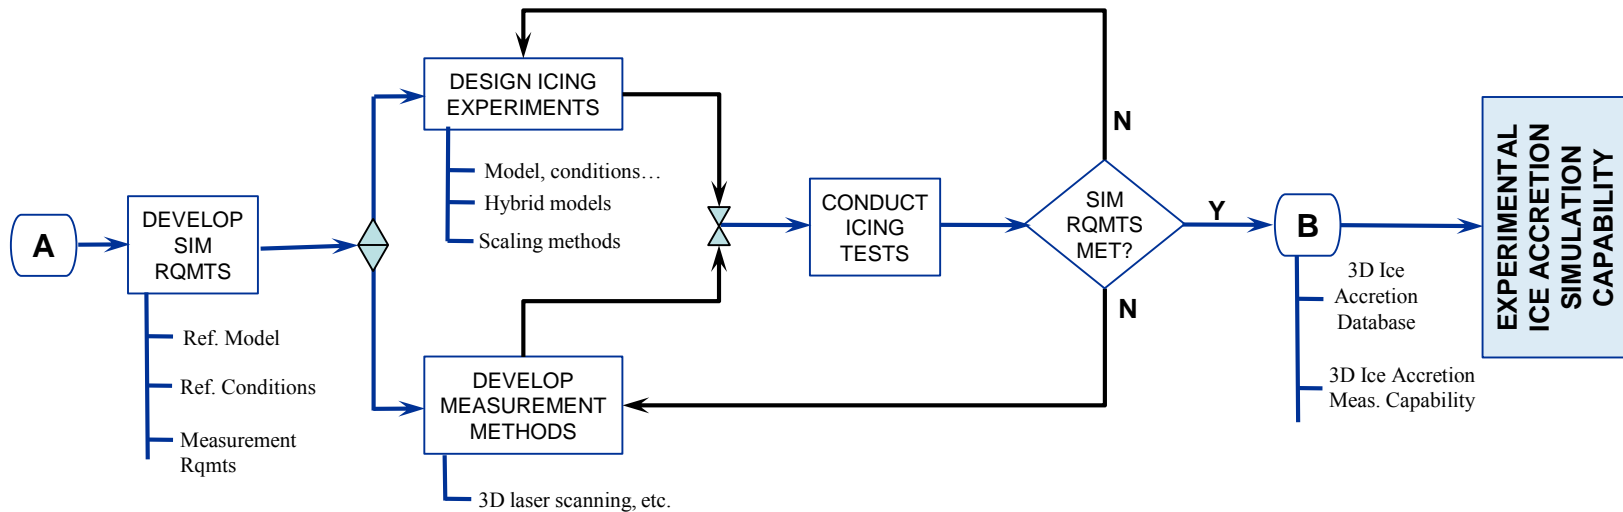 A
DEVELOP
SIM
RQMTS
Ref. Model
Ref. Conditions
Measurement
Rqmts
DESIGN ICING
EXPERIMENTS
Model, conditions…
Hybrid models
Scaling methods
DEVELOP
MEASUREMENT
METHODS
3D laser scanning, etc.
CONDUCT
ICING
TESTS
N
SIM
RQMTS
MET?
N
Y
B
3D Ice
Accretion
Database
3D Ice Accretion
Meas. Capability
EXPERIMENTAL
ICE ACCRETION
SIMULATION
CAPABILITY